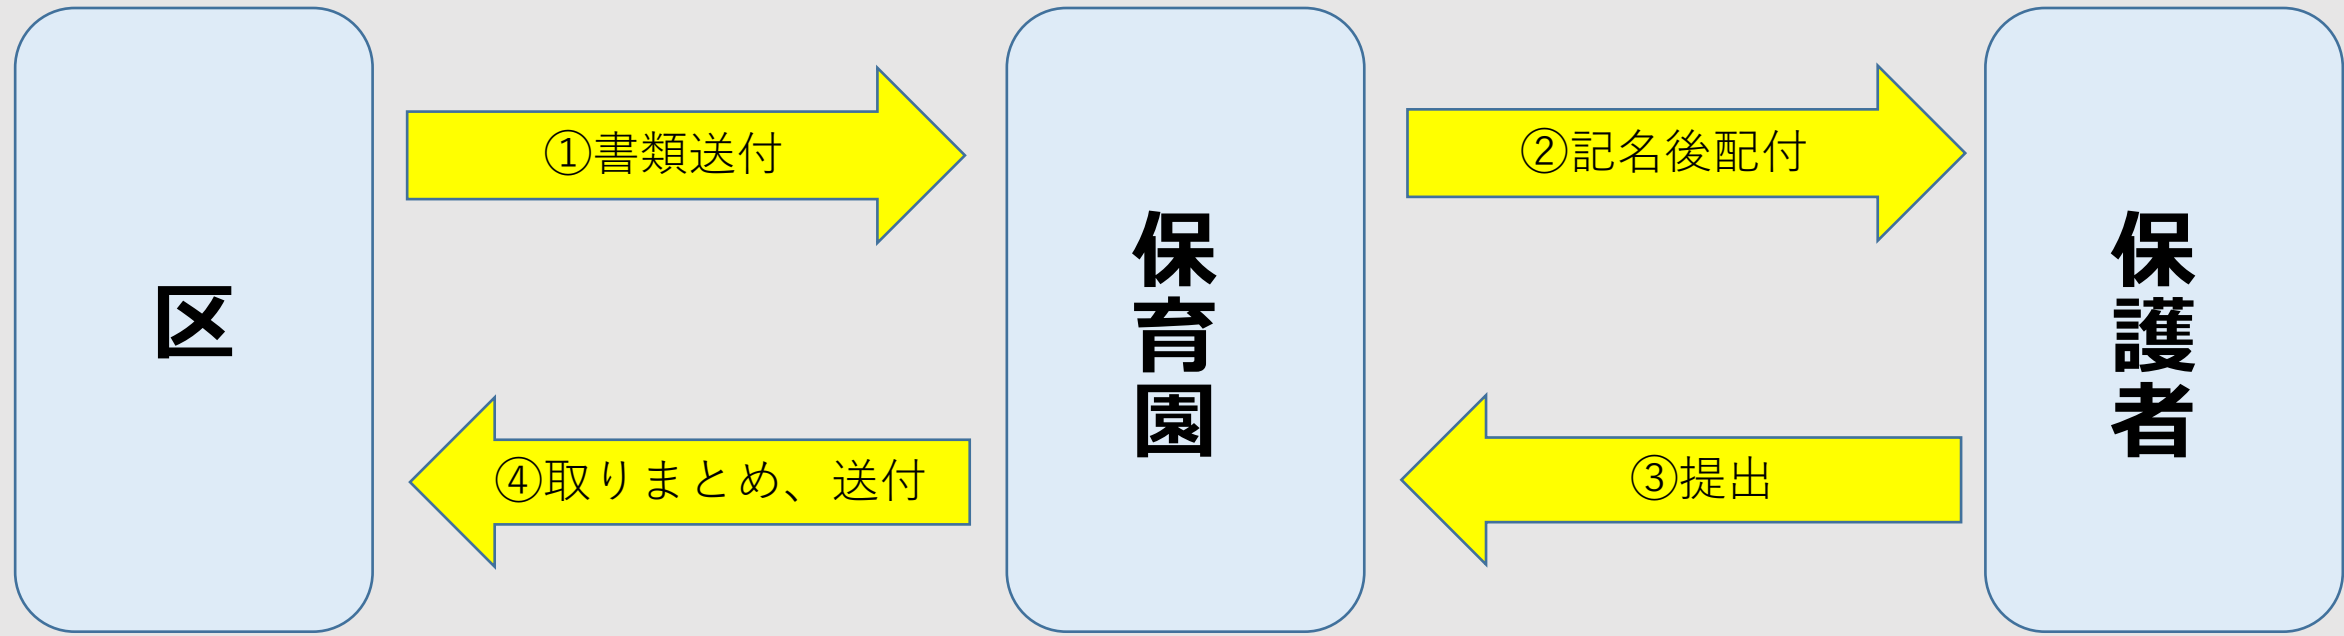 区
①書類送付
④取りまとめ、送付
保育園
②記名後配付
③提出
保護者